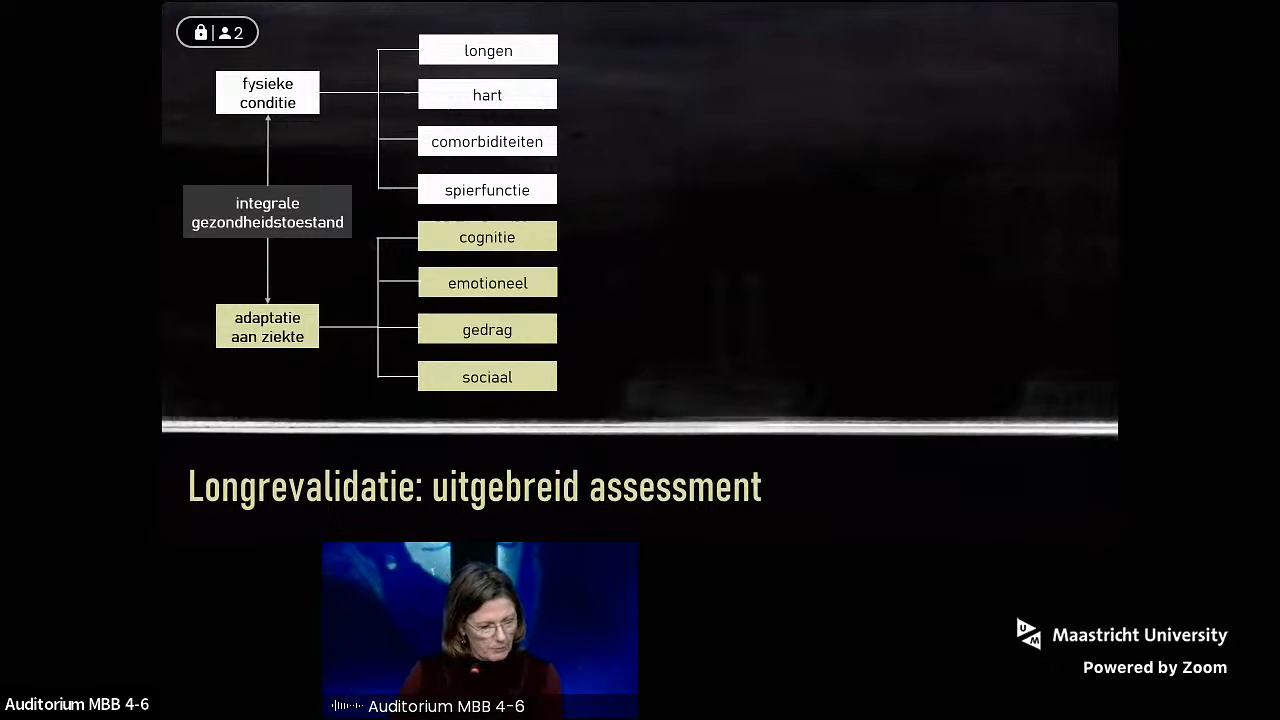 2
longen
fysieke
conditie
hart
comorbiditeiten
spierfunctie
integrale
gezondheidstoestand
cognitie
emotioneel
adaptatie
aan ziekte
gedrag
sociaal
Longrevalidatie: uitgebreid assessment
UM
Maastricht University
Powered by Zoom
Auditorium MBB 4-6
Auditorium MBB 4-6